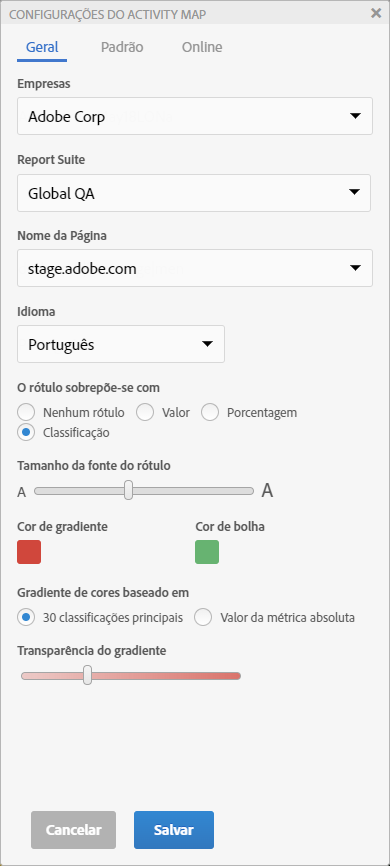 CONFIGURAÇÕES DO ACTIVITY MAP
Geral Padrão Online
Empresas
Adobe Corp
Report Suite
Global QA
Nome da Página
stage.adobe.com
Idioma
Português
O rótulo sobrepõe-se com
Nenhum rótulo Valor Porcentagem
Classificação
Tamanho da fonte do rótulo
A A
Cor de gradiente Cor de bolha
Gradiente de cores baseado em
30 classificações principais Valor da métrica absoluta
Transparência do gradiente
Cancelar Salvar